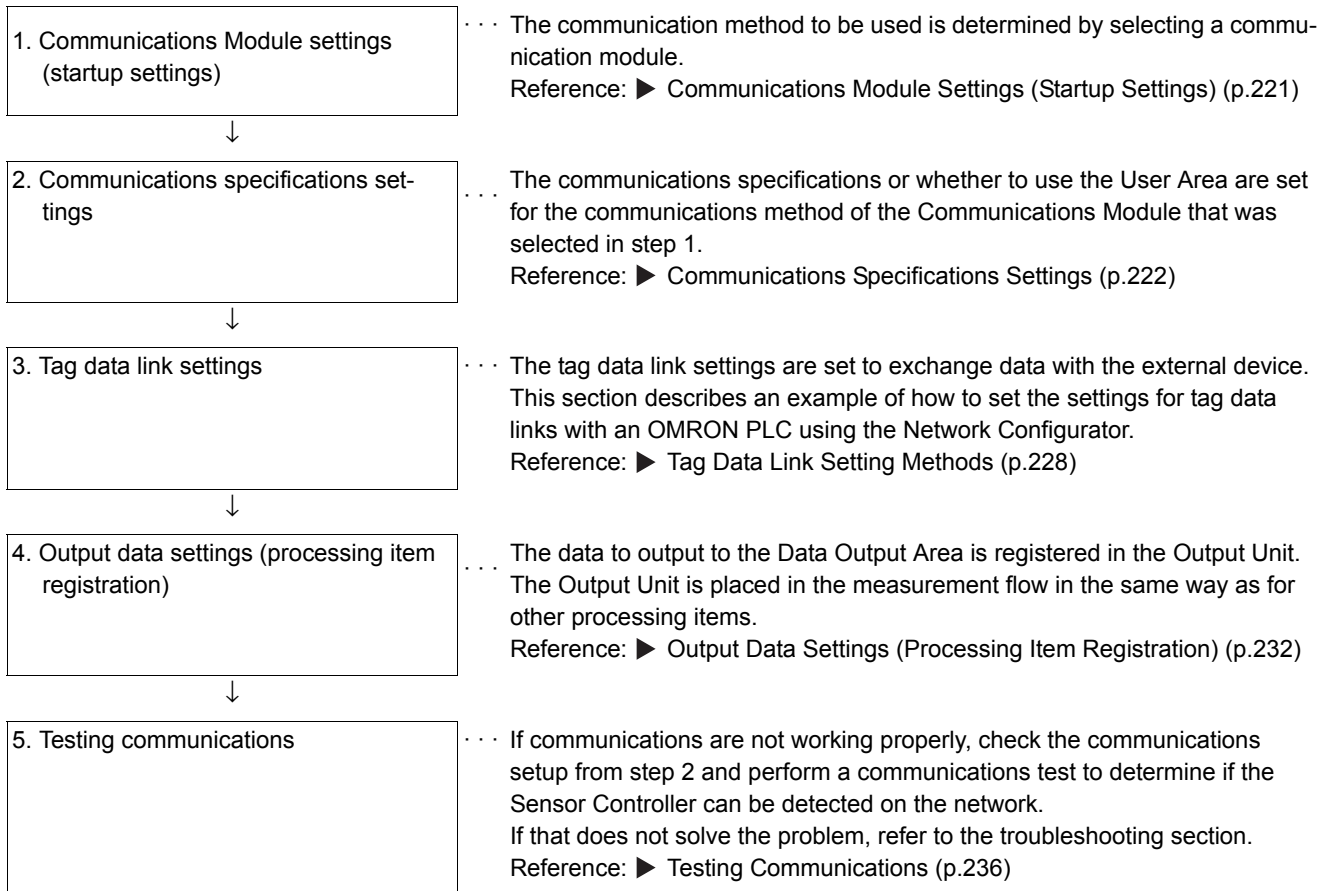 1. Communications Module settings
(startup settings)
· · · The communication method to be used is determined by selecting a commu-
nication module.
Reference: ▶ Communications Module Settings (Startup Settings) (p.221)
↓
2. Communications specifications set-
tings
· · · The communications specifications or whether to use the User Area are set
for the communications method of the Communications Module that was
selected in step 1.
Reference: ▶ Communications Specifications Settings (p.222)
↓
3. Tag data link settings
· · · The tag data link settings are set to exchange data with the external device.
This section describes an example of how to set the settings for tag data
links with an OMRON PLC using the Network Configurator.
Reference: ▶ Tag Data Link Setting Methods (p.228)
↓
4. Output data settings (processing item
registration)
· · · The data to output to the Data Output Area is registered in the Output Unit.
The Output Unit is placed in the measurement flow in the same way as for
other processing items.
Reference: ▶ Output Data Settings (Processing Item Registration) (p.232)
↓
5. Testing communications
· · · If communications are not working properly, check the communications
setup from step 2 and perform a communications test to determine if the
Sensor Controller can be detected on the network.
If that does not solve the problem, refer to the troubleshooting section.
Reference: ▶ Testing Communications (p.236)